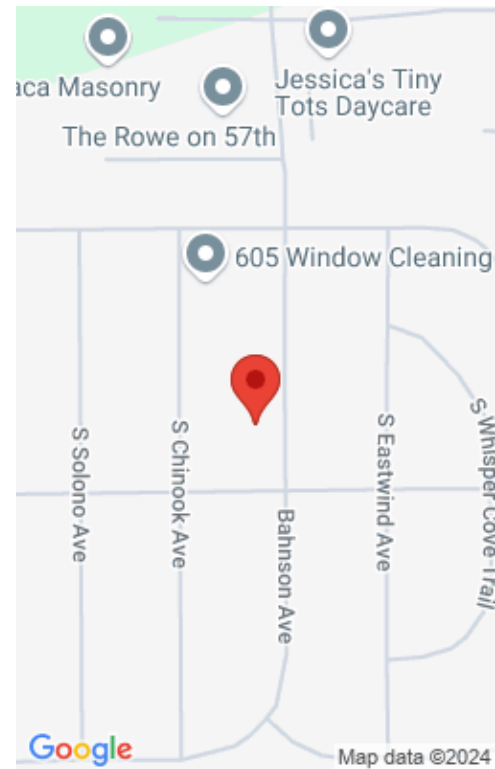 aca Masonry
Jessica's Tiny
Tots Daycare
The Rowe on 57th
605 Window Cleaning
S Solono Ave
S Chinook Ave
Bahnson Ave
S Eastwind Ave
S Whisper Cove Trail
Google
Map data ©2024